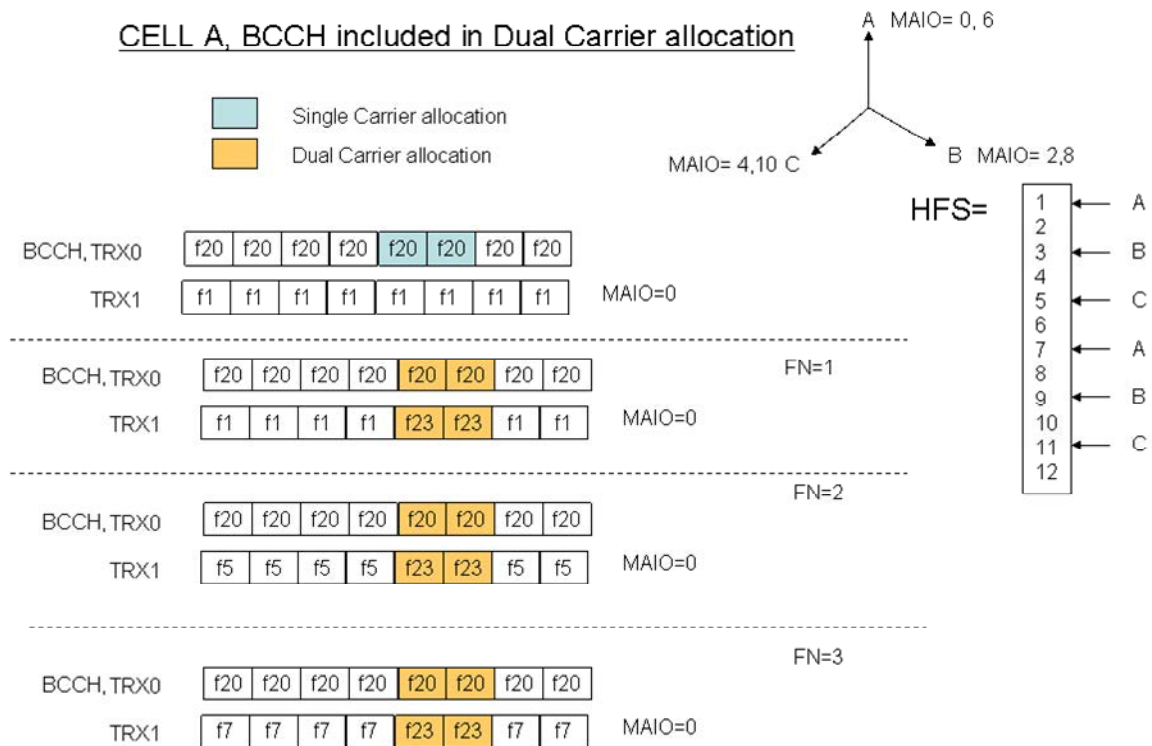 CELL A, BCCH included in Dual Carrier allocation
A MAIO= 0, 6
MAIO= 4,10 C
B MAIO= 2,8
Single Carrier allocation
Dual Carrier allocation
HFS=
1 A
2
3 B
4
5 C
6
7 A
8
9 B
10
11 C
12
BCCH, TRX0 f20 f20 f20 f20 f20 f20 f20 f20
TRX1 f1 f1 f1 f1 f1 f1 f1 f1 MAIO=0
FN=1
BCCH, TRX0 f20 f20 f20 f20 f20 f20 f20 f20
TRX1 f1 f1 f1 f1 f23 f23 f1 f1 MAIO=0
FN=2
BCCH, TRX0 f20 f20 f20 f20 f20 f20 f20 f20
TRX1 f5 f5 f5 f5 f23 f23 f5 f5 MAIO=0
FN=3
BCCH, TRX0 f20 f20 f20 f20 f20 f20 f20 f20
TRX1 f7 f7 f7 f7 f23 f23 f7 f7 MAIO=0